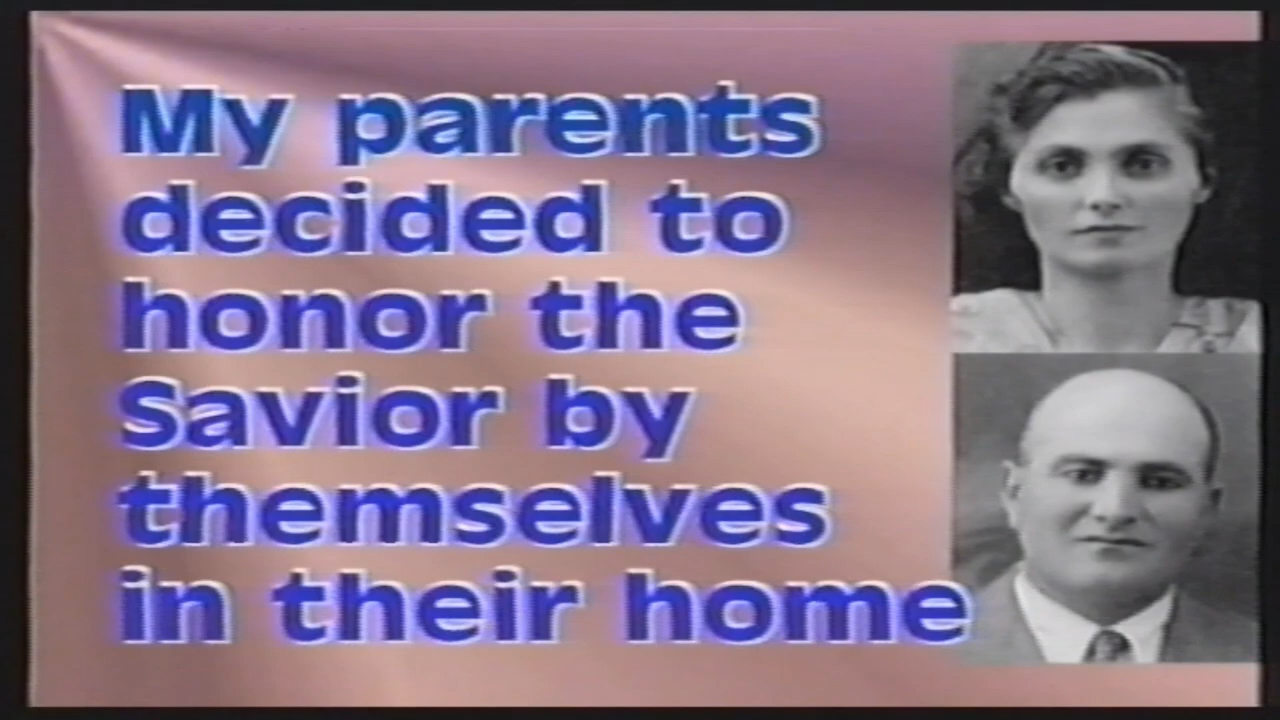 My parents
decided to
honor the
Savior by
themselves
in their home